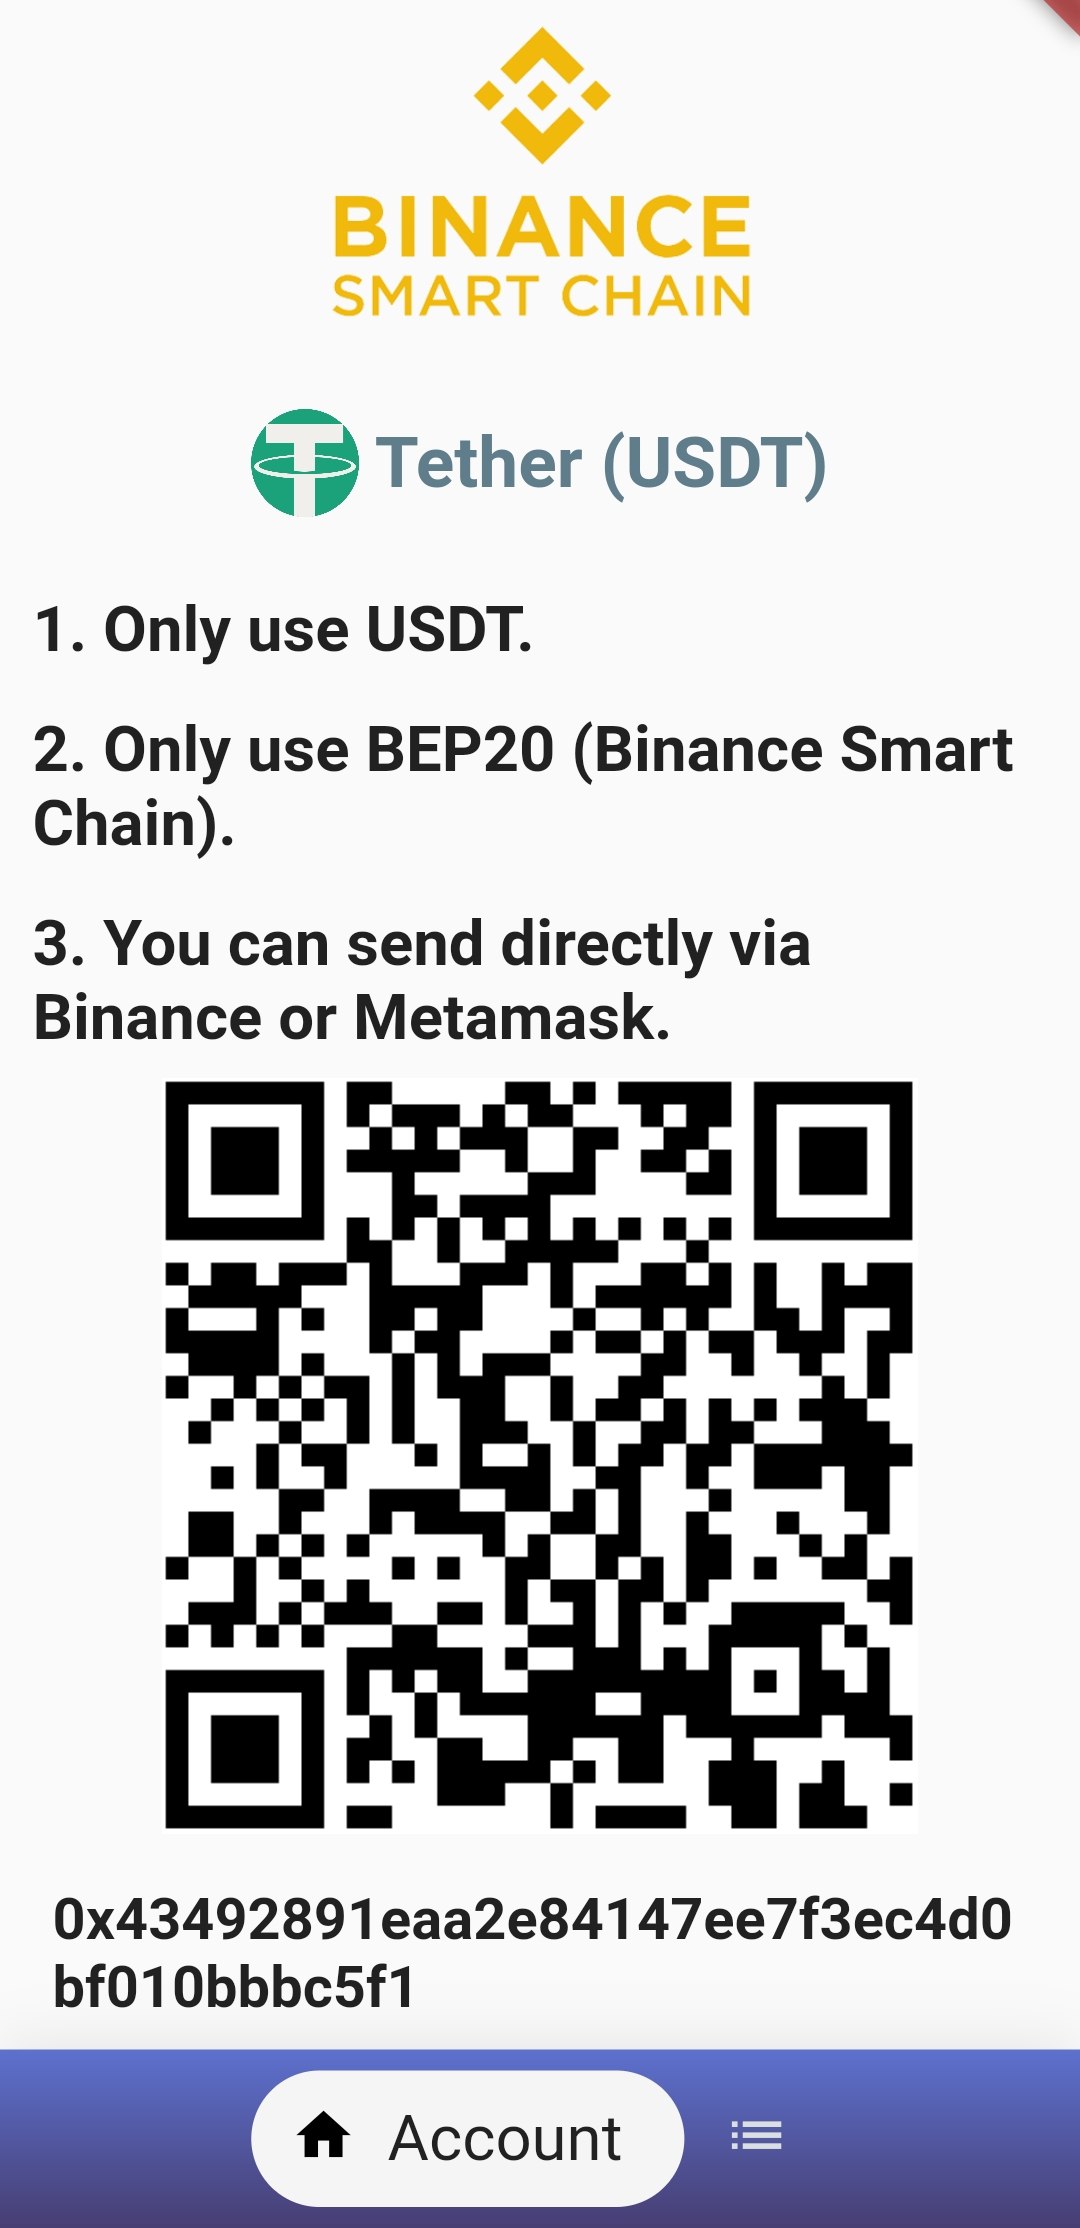 BINANCE
SMART CHAIN
Tether (USDT)
1. Only use USDT.
2. Only use BEP20 (Binance Smart
Chain).
3. You can send directly via
Binance or Metamask.
0x43492891eaa2e84147ee7f3ec4d0
bf010bbbc5f1
Account